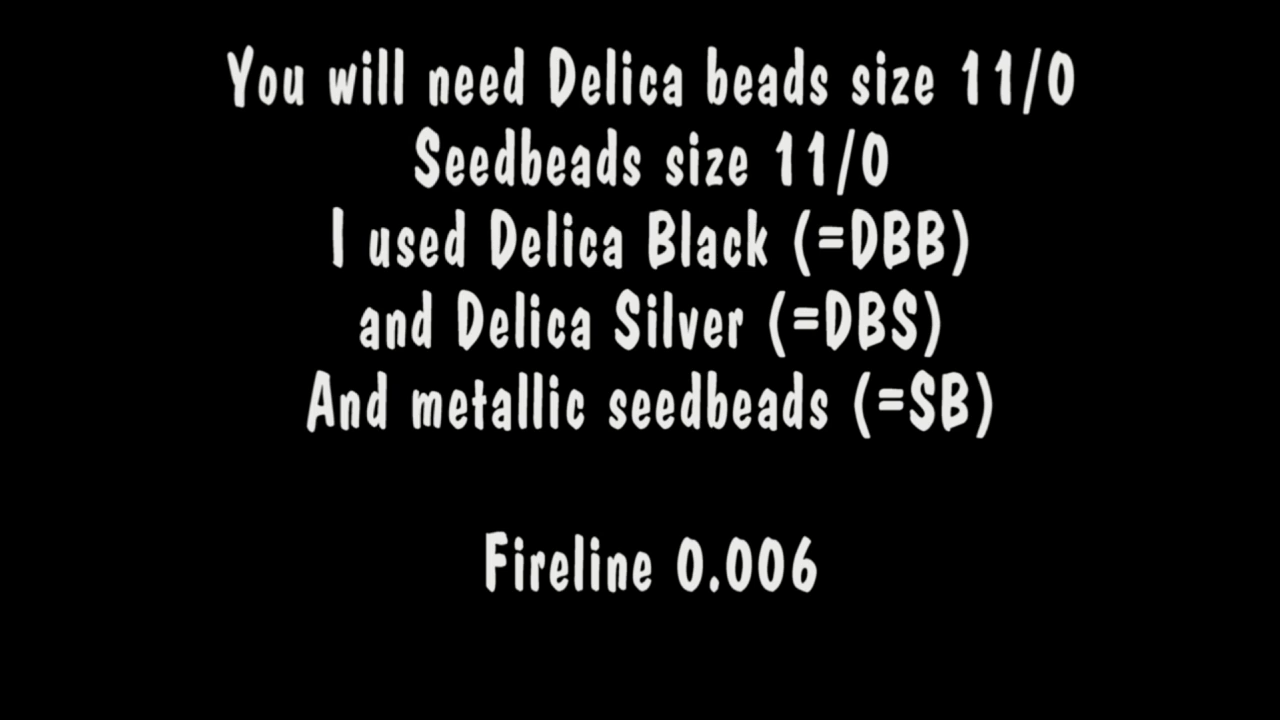 You will need Delica beads size 11/0
Seedbeads size 11/0
I used Delica Black (=DBB)
and Delica Silver (=DBS)
And metallic seedbeads (=SB)
Fireline 0.006